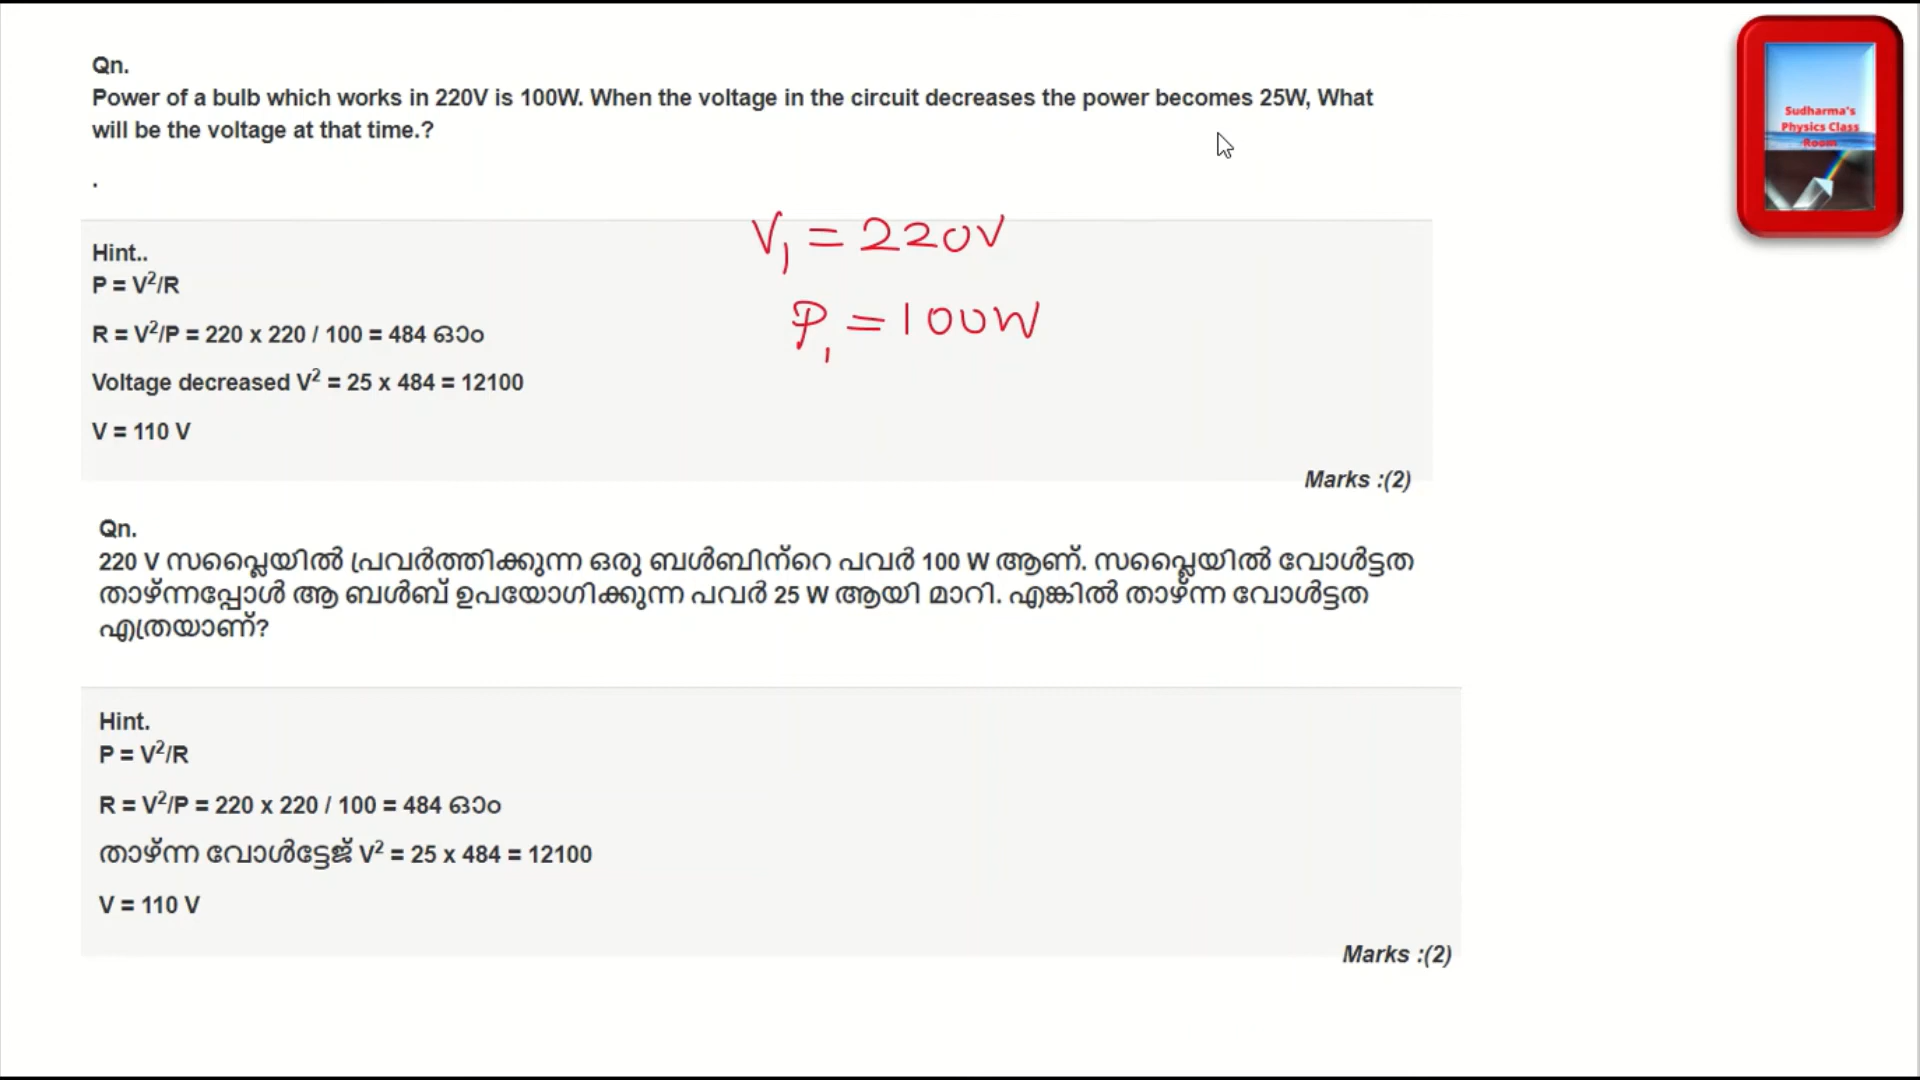 Qn.
Power of a bulb which works in 220V is 100W. When the voltage in the circuit decreases the power becomes 25W, What
will be the voltage at that time.?
.
Sudharma's
Physics Class
Room
Hint..
P = V²/R
R = V²/P = 220 x 220 / 100 = 484 ഓം
Voltage decreased V² = 25 x 484 = 12100
V = 110 V
V₁ = 220V
P₁ = 100W
Marks :(2)
Qn.
220 V സപ്ലൈയിൽ പ്രവർത്തിക്കുന്ന ഒരു ബൾബിന്റെ പവർ 100 W ആണ്. സപ്ലൈയിൽ വോൾട്ടത
താഴ്ന്നപ്പോൾ ആ ബൾബ് ഉപയോഗിക്കുന്ന പവർ 25 W ആയി മാറി. എങ്കിൽ താഴ്ന്ന വോൾട്ടത
എത്രയാണ്?
Hint.
P = V²/R
R = V²/P = 220 x 220 / 100 = 484 ഓം
താഴ്ന്ന വോൾട്ടേജ് V² = 25 x 484 = 12100
V = 110 V
Marks :(2)